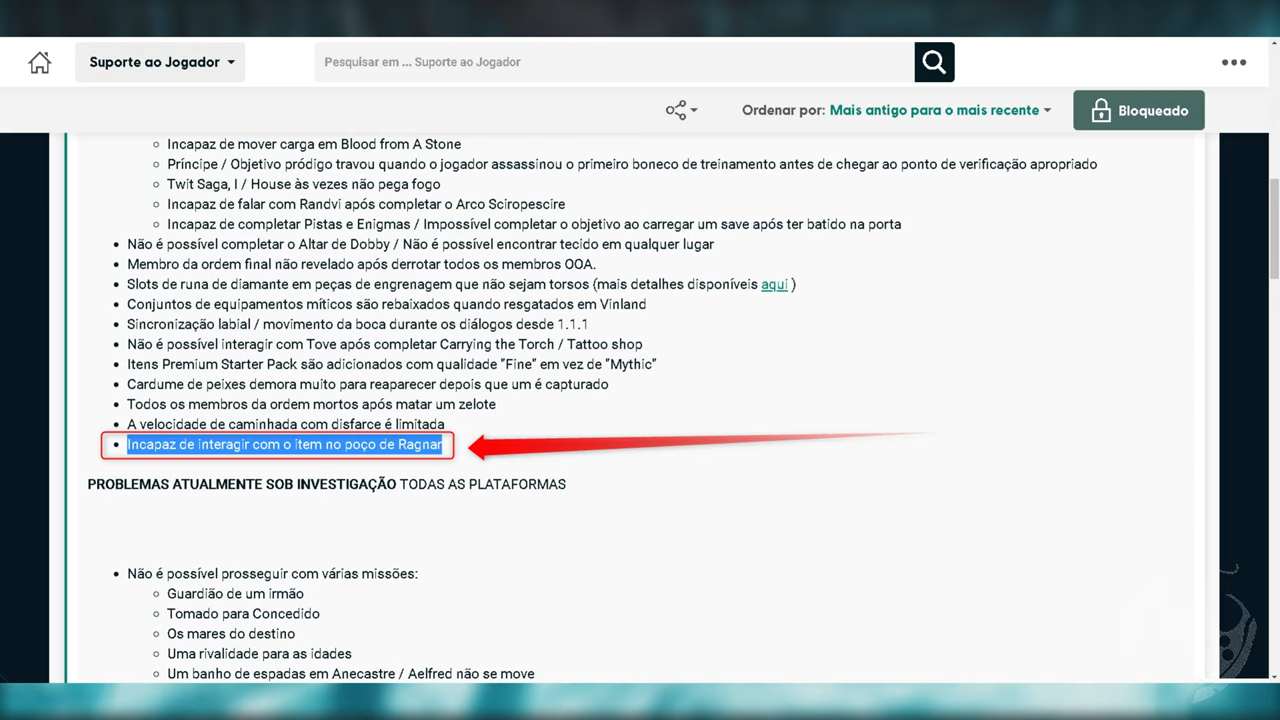 Suporte ao Jogador
Pesquisar em ... Suporte ao Jogador
Ordenar por: Mais antigo para o mais recente
Bloqueado
Incapaz de mover carga em Blood from A Stone
Príncipe / Objetivo pródigo travou quando o jogador assassinou o primeiro boneco de treinamento antes de chegar ao ponto de verificação apropriado
Twit Saga, I / House às vezes não pega fogo
Incapaz de falar com Randvi após completar o Arco Sciropescire
Incapaz de completar Pistas e Enigmas / Impossível completar o objetivo ao carregar um save após ter batido na porta
Não é possível completar o Altar de Dobby / Não é possível encontrar tecido em qualquer lugar
Membro da ordem final não revelado após derrotar todos os membros OOA.
Slots de runa de diamante em peças de engrenagem que não sejam torsos (mais detalhes disponíveis aqui )
Conjuntos de equipamentos míticos são rebaixados quando resgatados em Vinland
Sincronização labial / movimento da boca durante os diálogos desde 1.1.1
Não é possível interagir com Tove após completar Carrying the Torch / Tattoo shop
Itens Premium Starter Pack são adicionados com qualidade "Fine" em vez de "Mythic"
Cardume de peixes demora muito para reaparecer depois que um é capturado
Todos os membros da ordem mortos após matar um zelote
A velocidade de caminhada com disfarce é limitada
Incapaz de interagir com o item no poço de Ragnar
PROBLEMAS ATUALMENTE SOB INVESTIGAÇÃO TODAS AS PLATAFORMAS
Não é possível prosseguir com várias missões:
Guardião de um irmão
Tomado para Concedido
Os mares do destino
Uma rivalidade para as idades
Um banho de espadas em Anecastre / Aelfred não se move